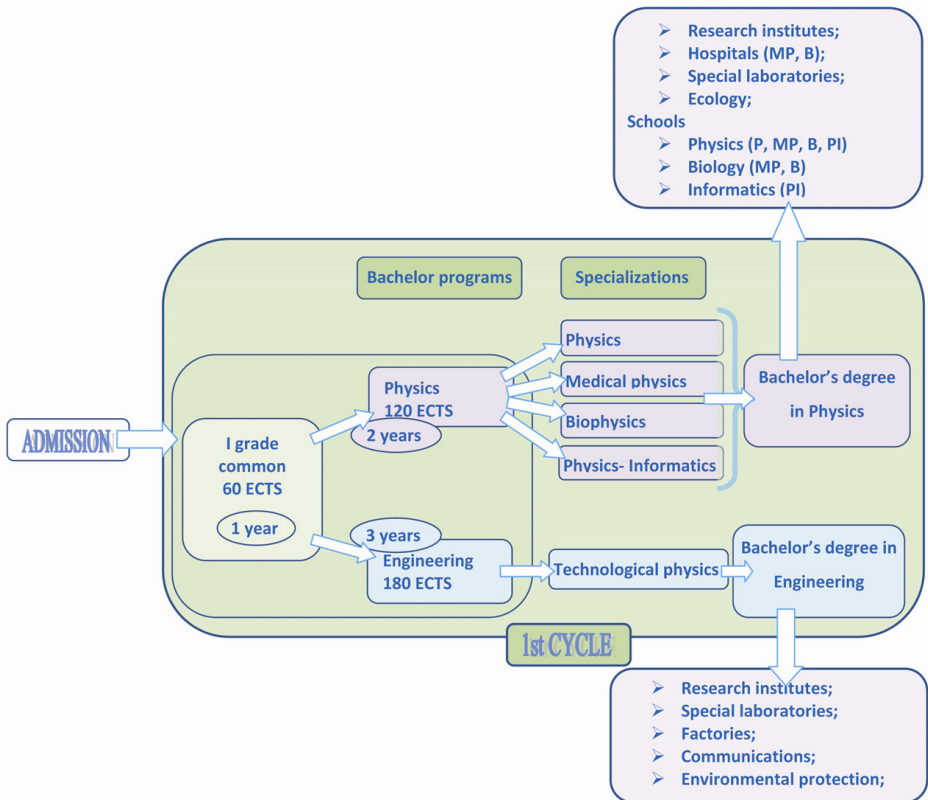 Research institutes;
Hospitals (MP, B);
Special laboratories;
Ecology;
Schools
Physics (P, MP, B, PI)
Biology (MP, B)
Informatics (PI)
Bachelor programs
Specializations
ADMISSION
I grade
common
60 ECTS
1 year
Physics
120 ECTS
2 years
3 years
Engineering
180 ECTS
Physics
Medical physics
Biophysics
Physics- Informatics
Technological physics
Bachelor's degree
in Physics
Bachelor's degree in
Engineering
1st CYCLE
Research institutes;
Special laboratories;
Factories;
Communications;
Environmental protection;